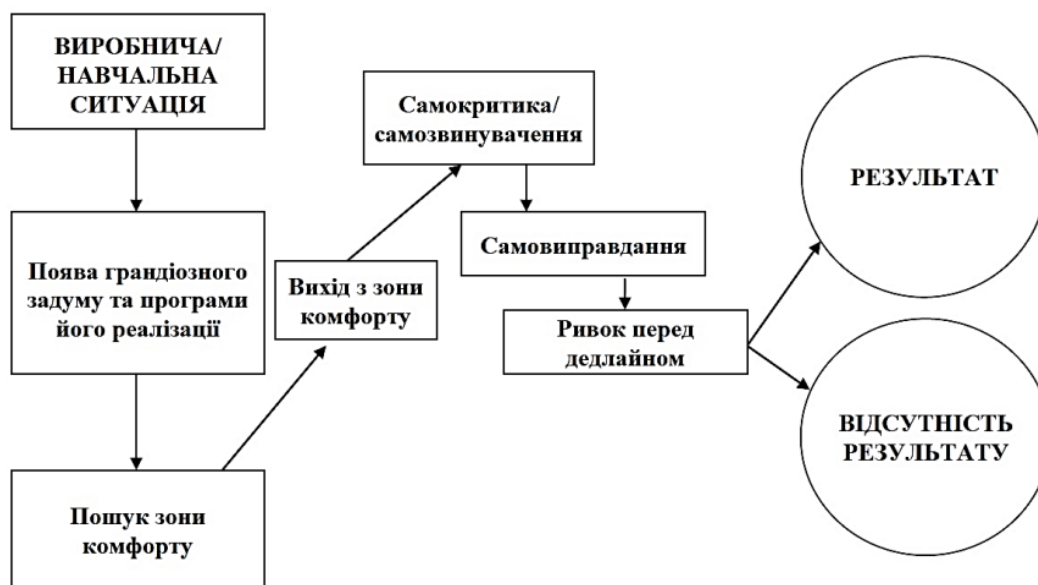 ВИРОБНИЧА/
НАВЧАЛЬНА
СИТУАЦІЯ
Поява грандіозного
задуму та програми
його реалізації
Пошук зони
комфорту
Вихід з зони
комфорту
Самокритика/
самозвинувачення
Самовиправдання
Ривок перед
дедлайном
РЕЗУЛЬТАТ
ВІДСУТНІСТЬ
РЕЗУЛЬТАТУ